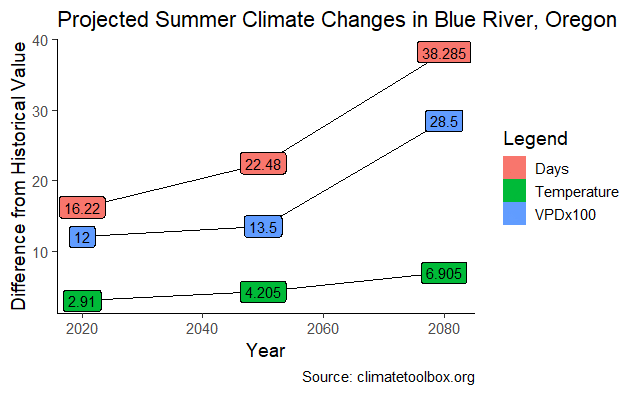 Projected Summer Climate Changes in Blue River, Oregon
Difference from Historical Value
40
30
20
10
38.285
28.5
22.48
16.22
13.5
12
6.905
4.205
2.91
2020 2040 2060 2080
Year
Legend
Days
Temperature
VPDx100
Source: climatetoolbox.org